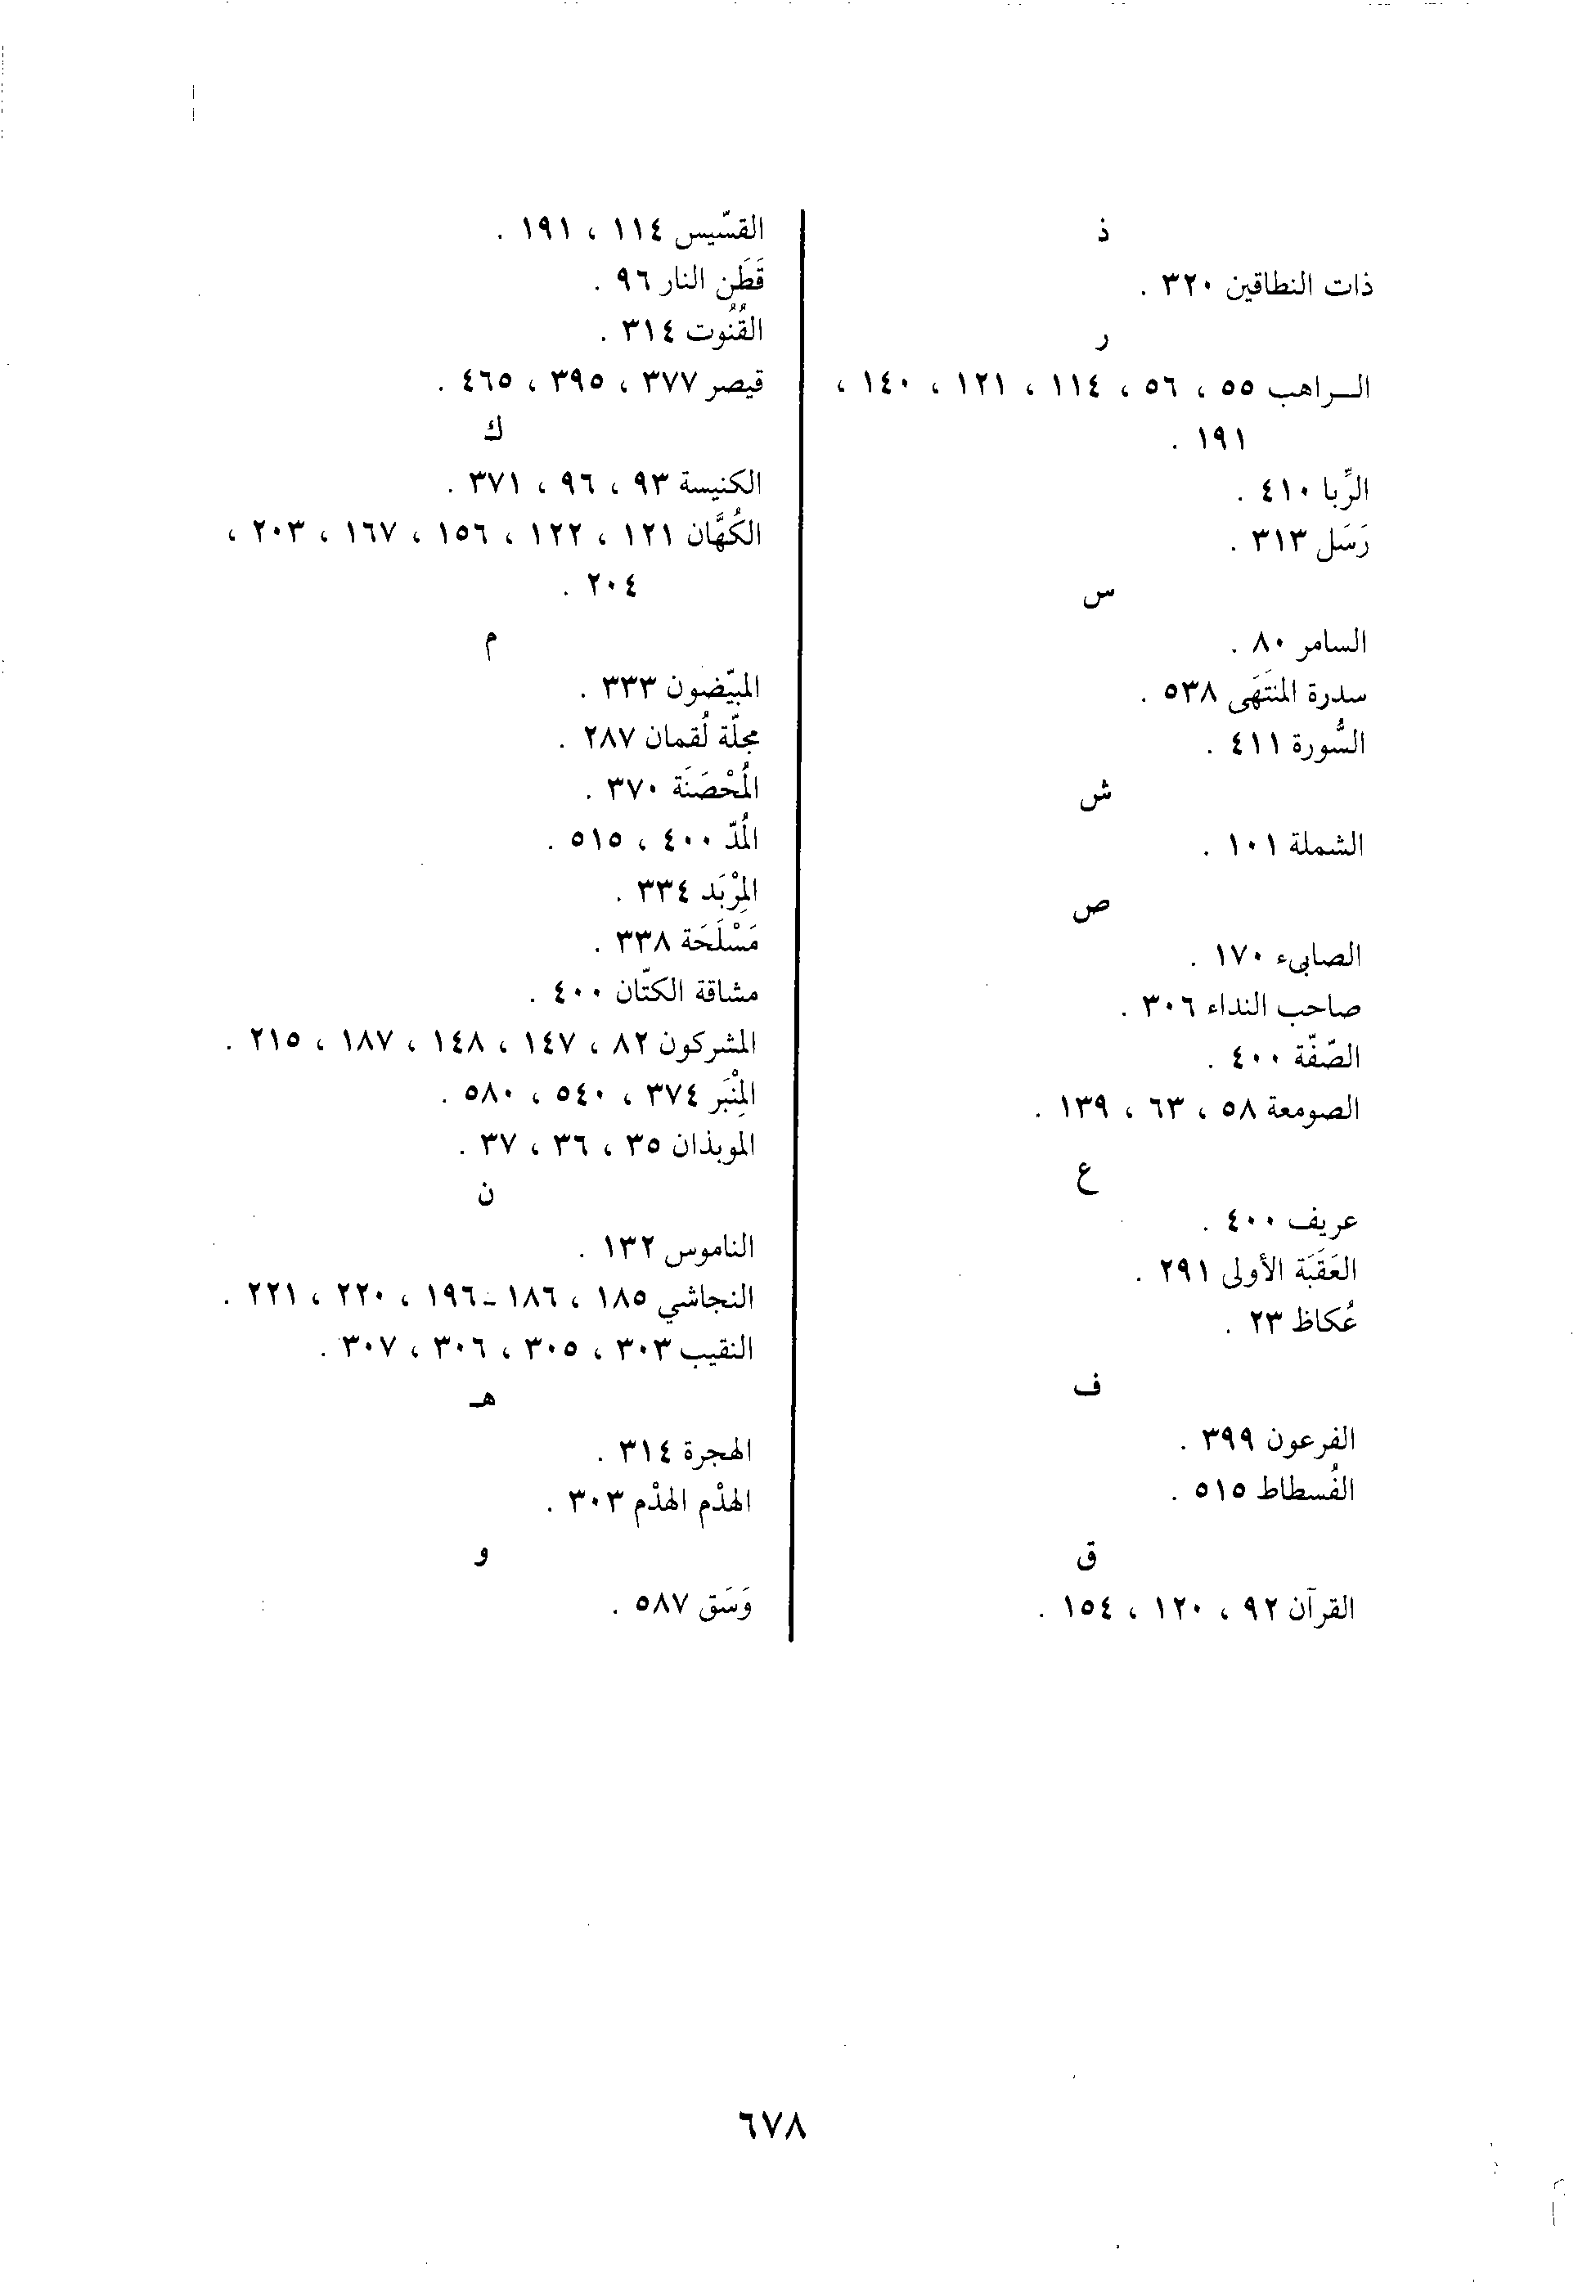 ذ
ذات النطاقين ٣٢٠ .
ر
الـراهب ٥٥ ، ٥٦ ، ١١٤ ، ١٢١ ، ١٤٠ ،
١٩١ .
الرِّبا ٤١٠ .
رَسَل ٣١٣ .
س
السامر ٨٠ .
سدرة المنتَهَى ٥٣٨ .
السُّورة ٤١١ .
ش
الشملة ١٠١ .
ص
الصابىء ١٧٠ .
صاحب النداء ٣٠٦ .
الصّفّة ٤٠٠ .
الصومعة ٥٨ ، ٦٣ ، ١٣٩ .
ع
عريف ٤٠٠ .
العَقَبَة الأولى ٢٩١ .
عُكاظ ٢٣ .
ف
الفرعون ٣٩٩ .
الفُسطاط ٥١٥ .
ق
القرآن ٩٢ ، ١٢٠ ، ١٥٤ .
القسّيس ١١٤ ، ١٩١ .
قَطَن النار ٩٦ .
القُنُوت ٣١٤ .
قيصر ٣٧٧ ، ٣٩٥ ، ٤٦٥ .
ك
الكنيسة ٩٣ ، ٩٦ ، ٣٧١ .
الكُهَّان ١٢١ ، ١٢٢ ، ١٥٦ ، ١٦٧ ، ٢٠٣ ،
٢٠٤ .
م
المبيّضون ٣٣٣ .
مجلّة لُقمان ٢٨٧ .
المُحْصَنَة ٣٧٠ .
المُدّ ٤٠٠ ، ٥١٥ .
المِرْبَد ٣٣٤ .
مَسْلَحَة ٣٣٨ .
مشاقة الكتّان ٤٠٠ .
المشركون ٨٢ ، ١٤٧ ، ١٤٨ ، ١٨٧ ، ٢١٥ .
المِنْبَر ٣٧٤ ، ٥٤٠ ، ٥٨٠ .
الموبذان ٣٥ ، ٣٦ ، ٣٧ .
ن
الناموس ١٣٢ .
النجاشي ١٨٥ ، ١٨٦ - ١٩٦ ، ٢٢٠ ، ٢٢١ .
النقيب ٣٠٣ ، ٣٠٥ ، ٣٠٦ ، ٣٠٧ .
هـ
الهجرة ٣١٤ .
الهدْم الهدْم ٣٠٣ .
و
وَسَق ٥٨٧ .
٦٧٨